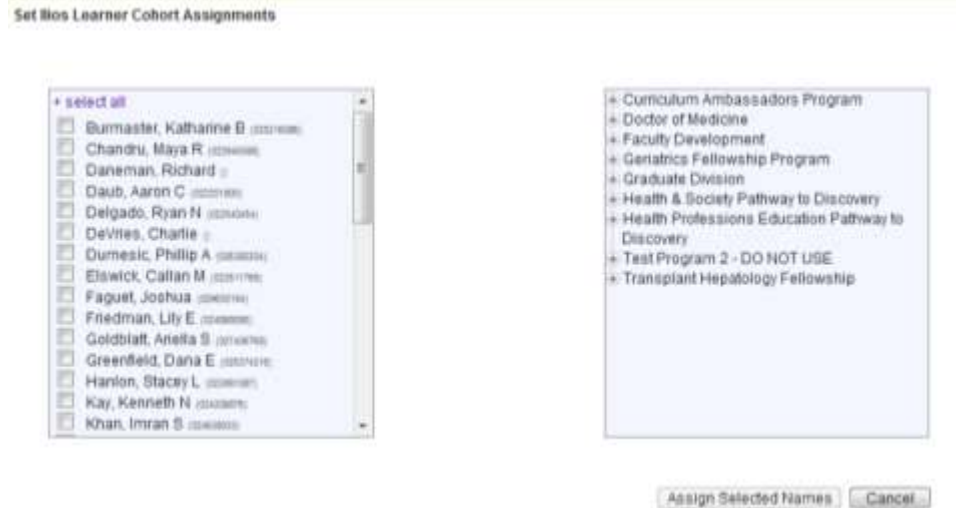 Set Ilios Learner Cohort Assignments
select all
Burmaster, Katharine B
Chandru, Maya R
Daneman, Richard ()
Daub, Aaron C
Delgado, Ryan N
DeVries, Charlie ()
Dumesic, Phillip A
Elswick, Callan M
Faguet, Joshua
Friedman, Lily E
Goldblatt, Ariella S
Greenfield, Dana E
Hanlon, Stacey L
Kay, Kenneth N
Khan, Imran S
+ Curriculum Ambassadors Program
+ Doctor of Medicine
+ Faculty Development
+ Geriatrics Fellowship Program
+ Graduate Division
+ Health & Society Pathway to Discovery
+ Health Professions Education Pathway to
Discovery
+ Test Program 2 - DO NOT USE
+ Transplant Hepatology Fellowship
Assign Selected Names
Cancel